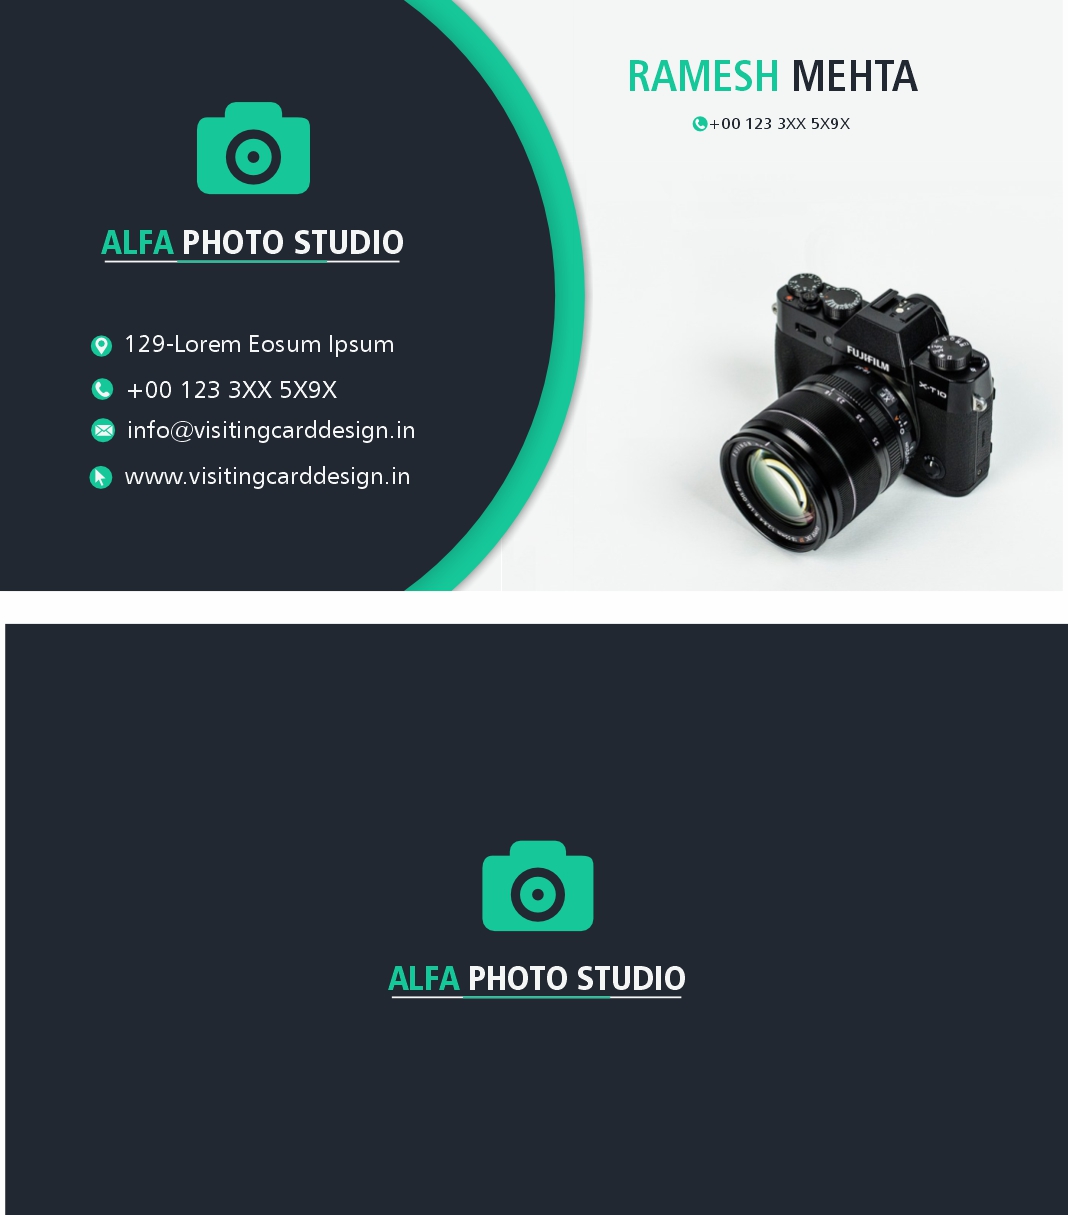 ALFA PHOTO STUDIO
129-Lorem Eosum Ipsum
+00 123 3XX 5X9X
info@visitingcarddesign.in
www.visitingcarddesign.in
RAMESH MEHTA
+00 123 3XX 5X9X
FUJIFILM
X-T10
ALFA PHOTO STUDIO